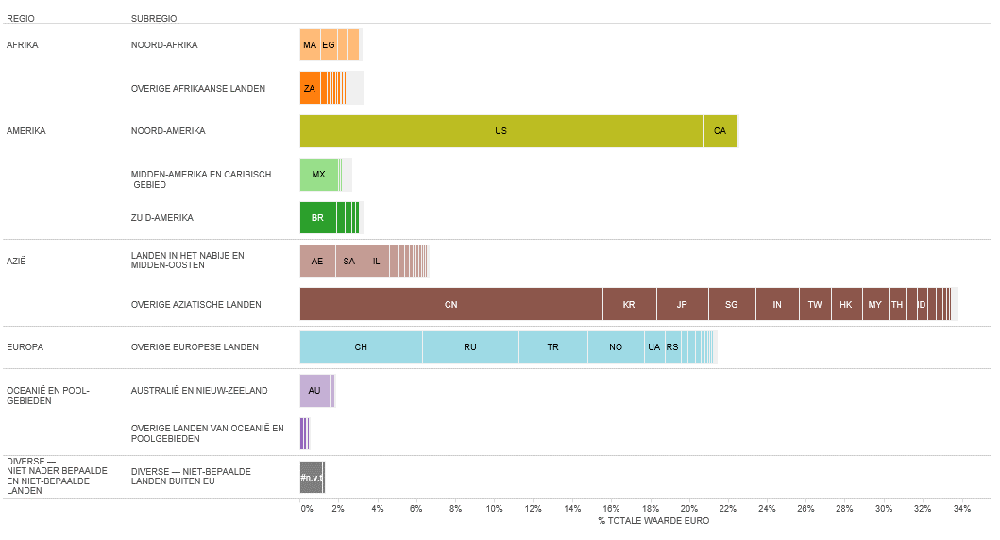 REGIO SUBREGIO
AFRIKA NOORD-AFRIKA MA EG
OVERIGE AFRIKAANSE LANDEN ZA
AMERIKA NOORD-AMERIKA US CA
MIDDEN-AMERIKA EN CARIBISCH
GEBIED MX
ZUID-AMERIKA BR
AZIË LANDEN IN HET NABIJE EN
MIDDEN-OOSTEN AE SA IL
OVERIGE AZIATISCHE LANDEN CN KR JP SG IN TW HK MY TH ID
EUROPA OVERIGE EUROPESE LANDEN CH RU TR NO UA RS
OCEANIË EN POOL-
GEBIEDEN
AUSTRALIË EN NIEUW-ZEELAND AU
OVERIGE LANDEN VAN OCEANIË EN
POOLGEBIEDEN
DIVERSE —
NIET NADER BEPAALDE
EN NIET-BEPAALDE
LANDEN
DIVERSE — NIET-BEPAALDE
LANDEN BUITEN EU
#n.v.t
0% 2% 4% 6% 8% 10% 12% 14% 16% 18% 20% 22% 24% 26% 28% 30% 32% 34%
% TOTALE WAARDE EURO